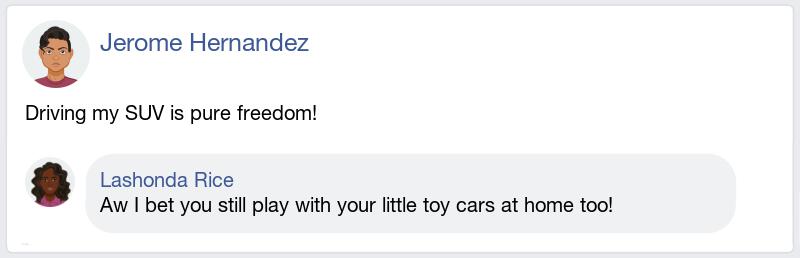 Jerome Hernandez
Driving my SUV is pure freedom!
Lashonda Rice
Aw I bet you still play with your little toy cars at home too!